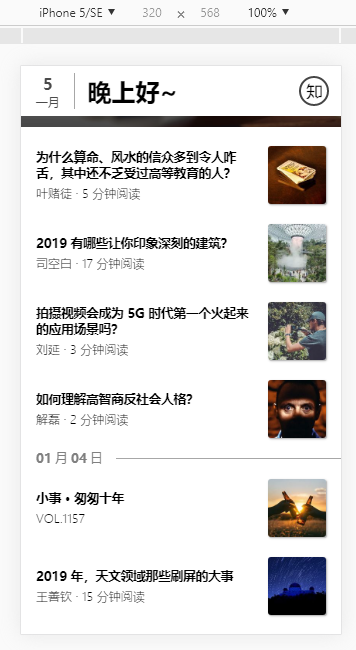 iPhone 5/SE ▼ 320 × 568 100% ▼
5
一月
晚上好~
知
为什么算命、风水的信众多到令人咋
舌，其中还不乏受过高等教育的人？
叶赌徒 · 5 分钟阅读
2019 有哪些让你印象深刻的建筑？
司空白 · 17 分钟阅读
拍摄视频会成为 5G 时代第一个火起来
的应用场景吗？
刘延 · 3 分钟阅读
如何理解高智商反社会人格？
解磊 · 2 分钟阅读
01 月 04 日
小事 • 匆匆十年
VOL.1157
2019 年，天文领域那些刷屏的大事
王善钦 · 15 分钟阅读